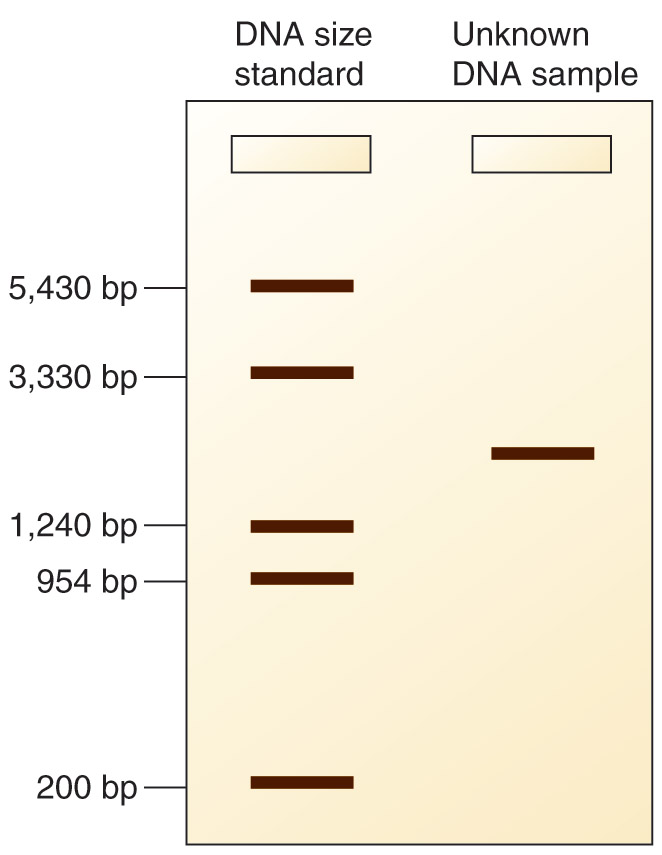 DNA size
standard
Unknown
DNA sample
5,430 bp
3,330 bp
1,240 bp
954 bp
200 bp